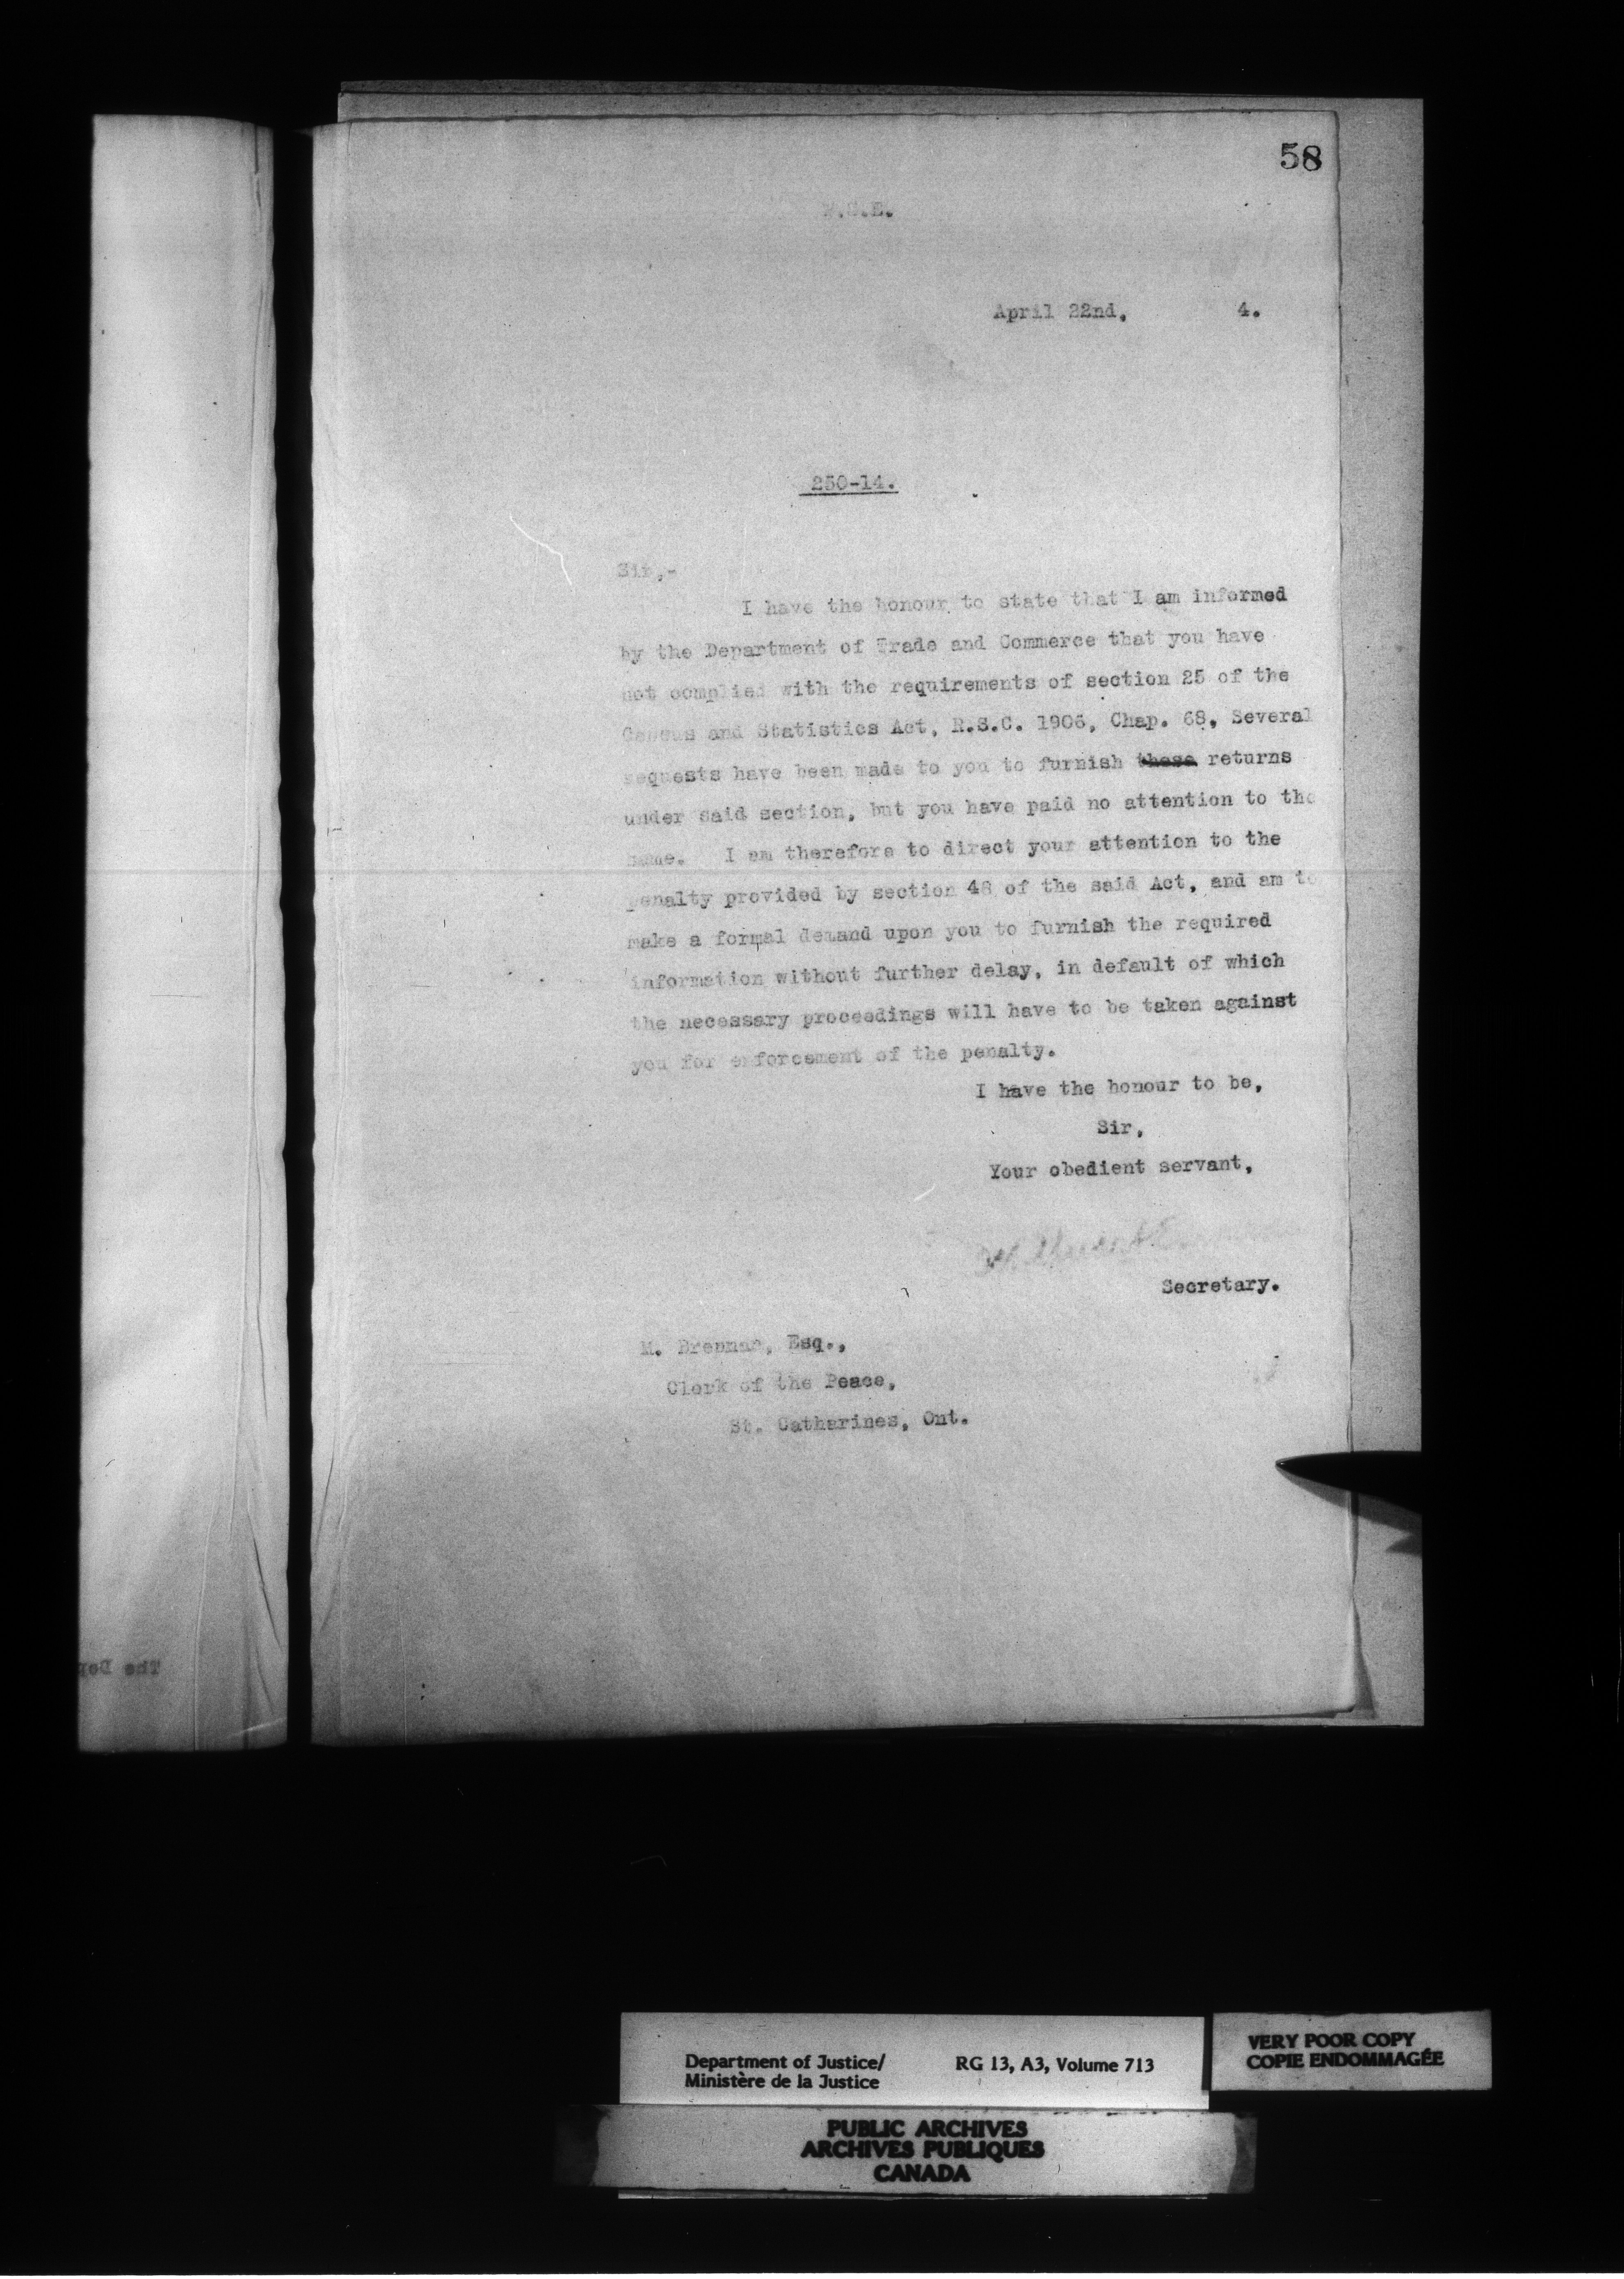 58
April 22nd, 4.
250-14.
Sir,-
I have the honour to state that I am informed
by the Department of Trade and Commerce that you have
not complied with the requirements of section 25 of the
Census and Statistics Act, R.S.C. 1906, Chap. 68. Several
requests have been made to you to furnish these returns
under said section, but you have paid no attention to the
same. I am therefore to direct your attention to the
penalty provided by section 48 of the said Act, and am to
make a formal demand upon you to furnish the required
information without further delay, in default of which
the necessary proceedings will have to be taken against
you for enforcement of the penalty.
I have the honour to be,
Sir,
Your obedient servant,
Secretary.
M. Brennan, Esq.,
Clerk of the Peace,
St. Catharines, Ont.
Department of Justice/ RG 13, A3, Volume 713
Ministère de la Justice
VERY POOR COPY
COPIE ENDOMMAGÉE
PUBLIC ARCHIVES
ARCHIVES PUBLIQUES
CANADA